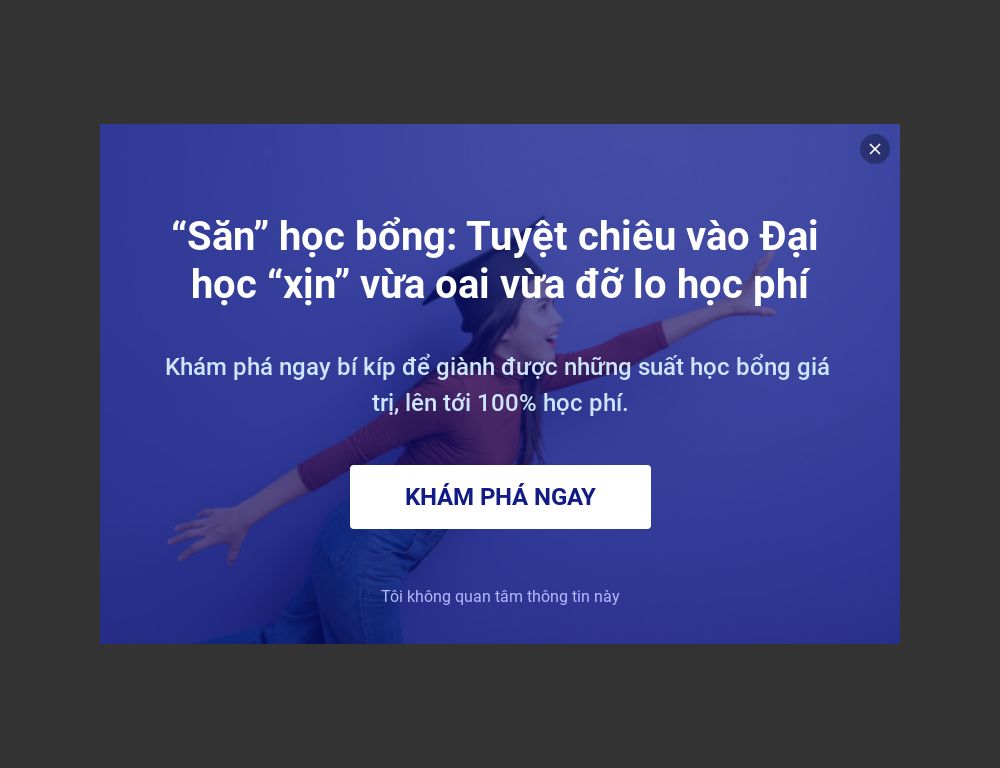 “Săn” học bổng: Tuyệt chiêu vào Đại
học “xịn” vừa oai vừa đỡ lo học phí
Khám phá ngay bí kíp để giành được những suất học bổng giá
trị, lên tới 100% học phí.
KHÁM PHÁ NGAY
Tôi không quan tâm thông tin này